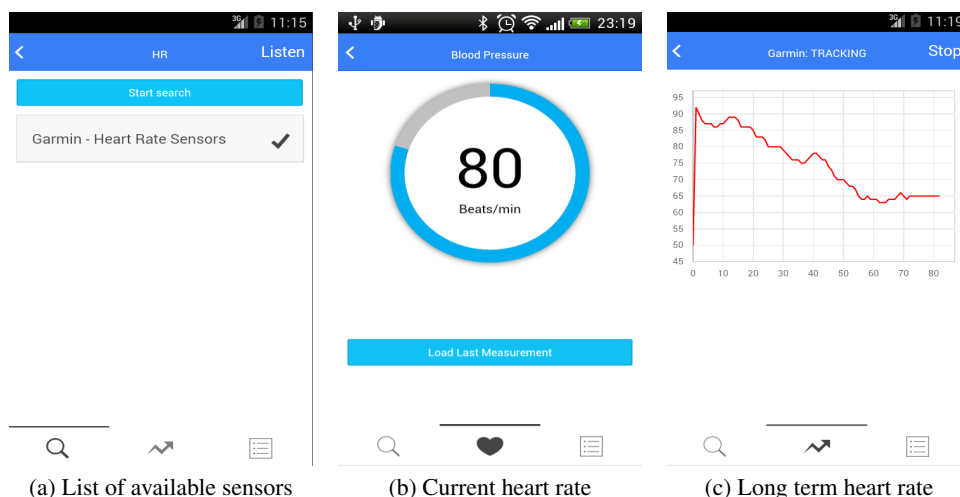 3G 11:15
HR
Listen
Start search
Garmin - Heart Rate Sensors
(a) List of available sensors
23:19
Blood Pressure
80
Beats/min
Load Last Measurement
(b) Current heart rate
3G 11:19
Garmin: TRACKING
Stop
95
90
85
80
75
70
65
60
55
50
45
0 10 20 30 40 50 60 70 80
(c) Long term heart rate